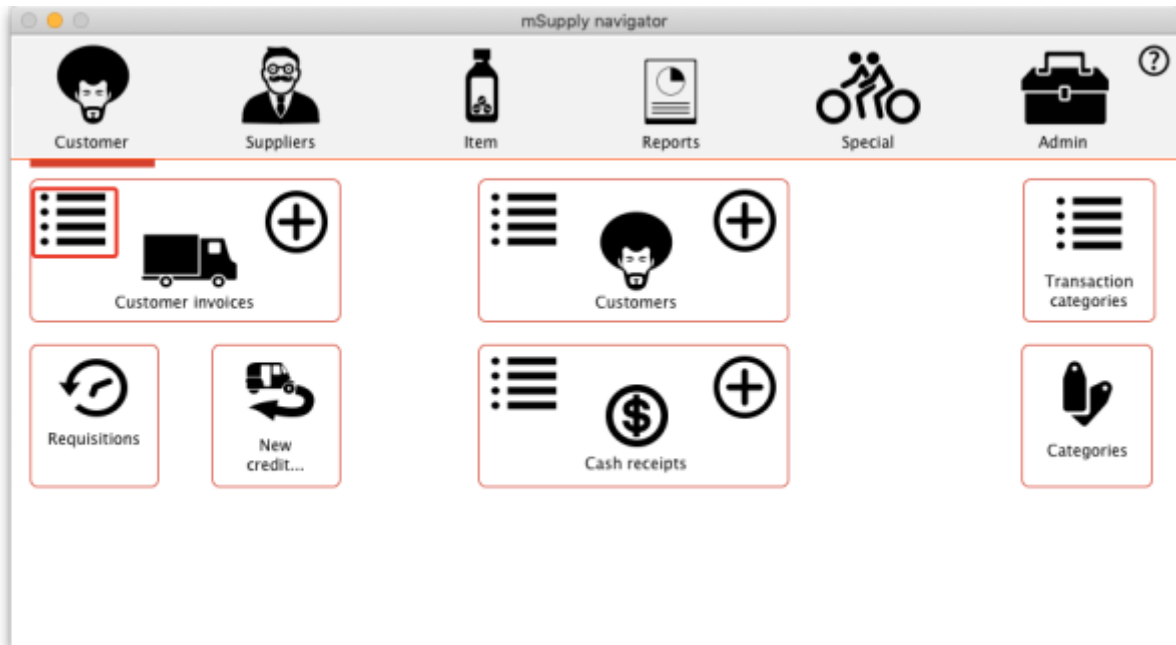 mSupply navigator
?
Customer
Suppliers
Item
Reports
Special
Admin
Customer invoices
Customers
Transaction
categories
Requisitions
New
credit...
$
Cash receipts
Categories